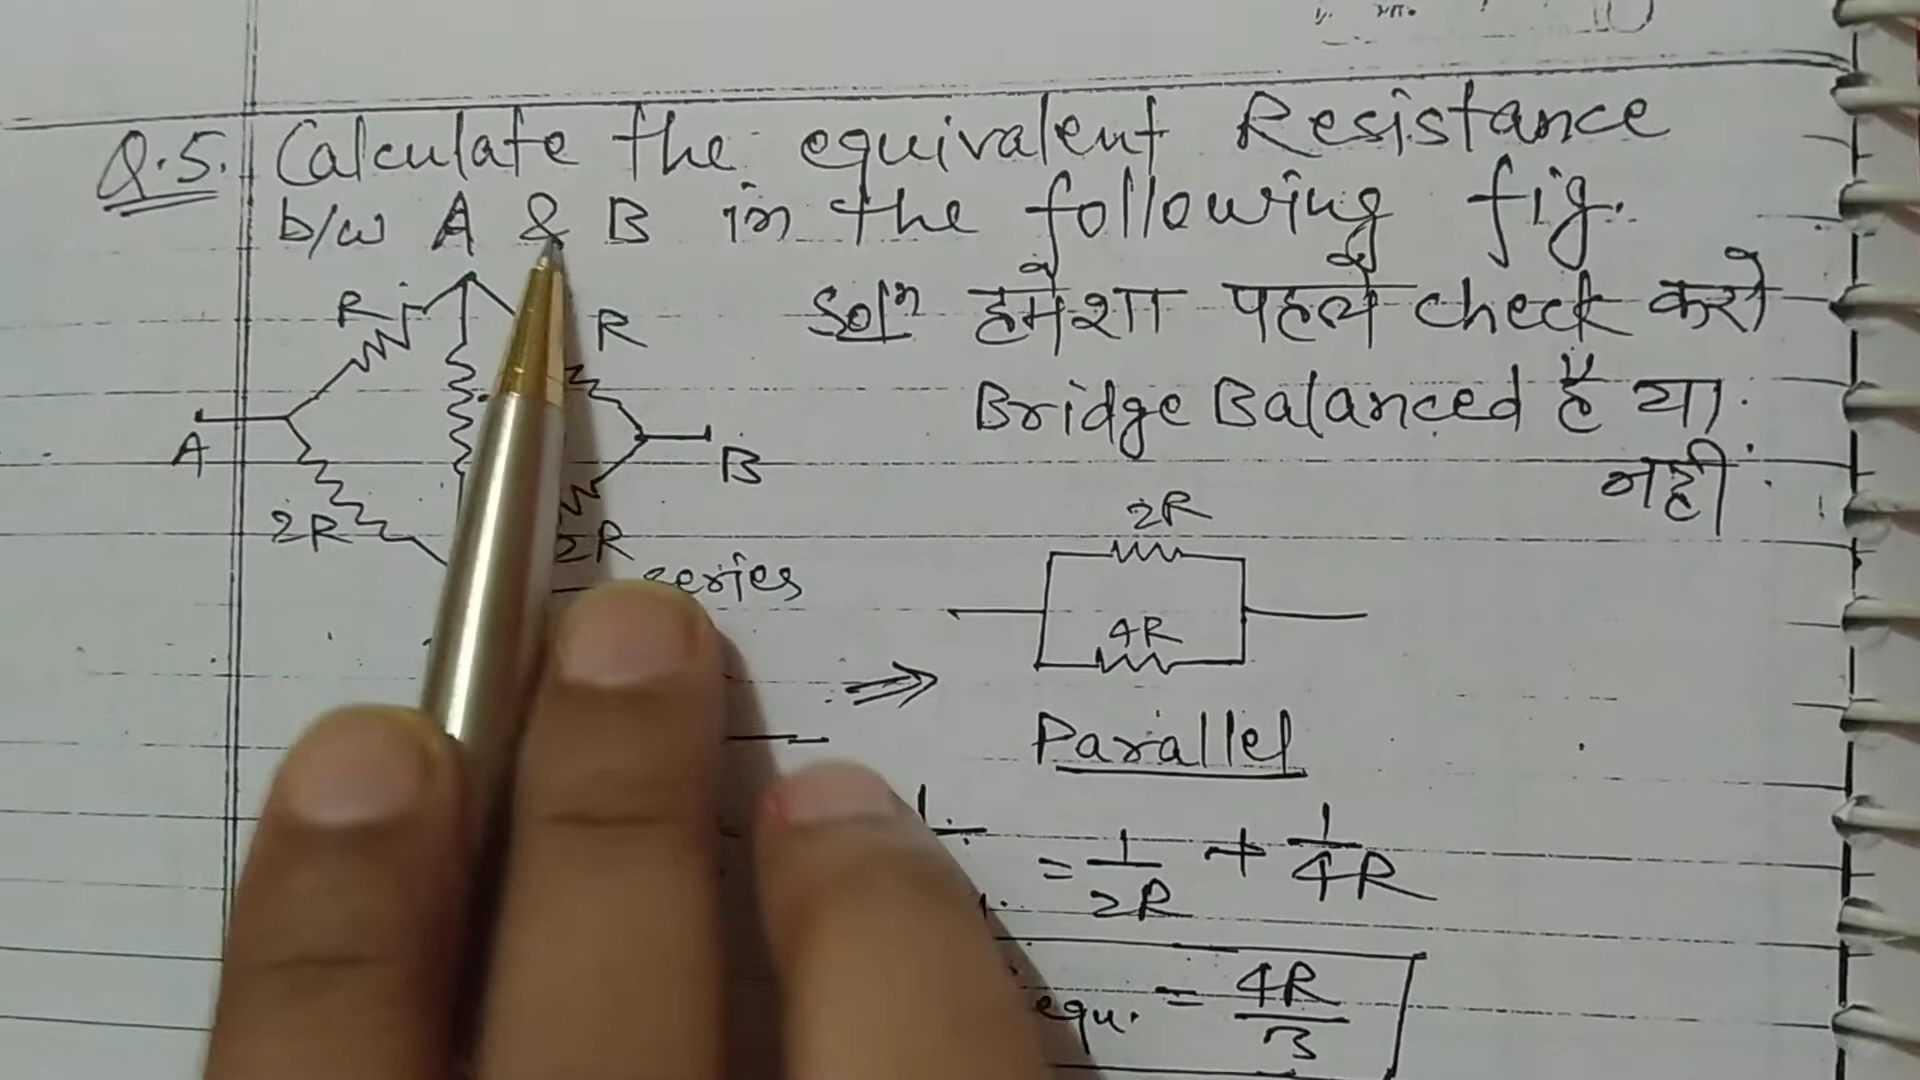 Q.5. Calculate the equivalent Resistance
b/w A & B in the following fig.
Solⁿ हमेशा पहले check करो
Bridge Balanced है या
नही
R
R
A
B
2R
2R
series
2R
4R
Parallel
1
= 1/2R + 1/4R
equ. = 4R/3